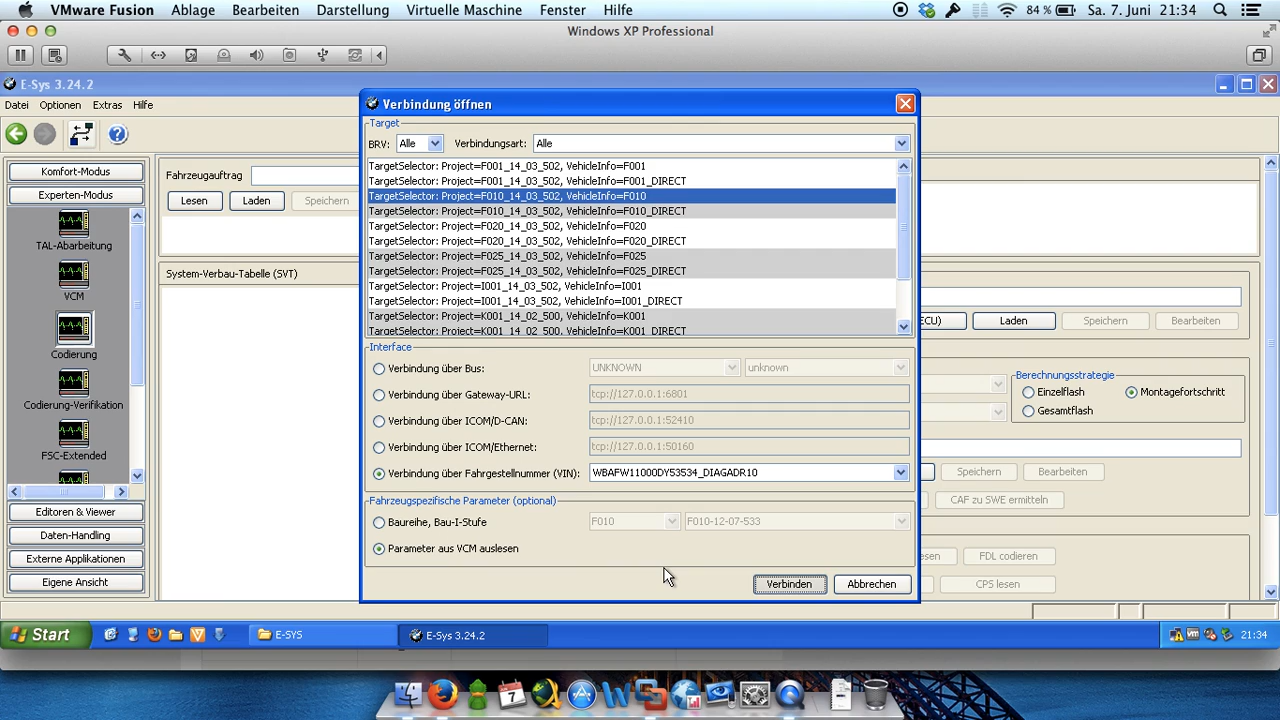 VMware Fusion Ablage Bearbeiten Darstellung Virtuelle Maschine Fenster Hilfe 84 % Sa. 7. Juni 21:34
Windows XP Professional
E-Sys 3.24.2
Datei Optionen Extras Hilfe
Komfort-Modus
Experten-Modus
TAL-Abarbeitung
VCM
Codierung
Codierung-Verifikation
FSC-Extended
Editoren & Viewer
Daten-Handling
Externe Applikationen
Eigene Ansicht
Fahrzeugauftrag
Lesen Laden Speichern
System-Verbau-Tabelle (SVT)
Verbindung öffnen
Target
BRV: Alle Verbindungsart: Alle
TargetSelector: Project=F001_14_03_502, VehicleInfo=F001
TargetSelector: Project=F001_14_03_502, VehicleInfo=F001_DIRECT
TargetSelector: Project=F010_14_03_502, VehicleInfo=F010
TargetSelector: Project=F010_14_03_502, VehicleInfo=F010_DIRECT
TargetSelector: Project=F020_14_03_502, VehicleInfo=F020
TargetSelector: Project=F020_14_03_502, VehicleInfo=F020_DIRECT
TargetSelector: Project=F025_14_03_502, VehicleInfo=F025
TargetSelector: Project=F025_14_03_502, VehicleInfo=F025_DIRECT
TargetSelector: Project=I001_14_03_502, VehicleInfo=I001
TargetSelector: Project=I001_14_03_502, VehicleInfo=I001_DIRECT
TargetSelector: Project=K001_14_02_500, VehicleInfo=K001
TargetSelector: Project=K001_14_02_500, VehicleInfo=K001_DIRECT
Interface
Verbindung über Bus: UNKNOWN unknown
Verbindung über Gateway-URL: tcp://127.0.0.1:6801
Verbindung über ICOM/D-CAN: tcp://127.0.0.1:52410
Verbindung über ICOM/Ethernet: tcp://127.0.0.1:50160
Verbindung über Fahrgestellnummer (VIN): WBAFW11000DY53534_DIAGADR10
Fahrzeugspezifische Parameter (optional)
Baureihe, Bau-I-Stufe F010 F010-12-07-533
Parameter aus VCM auslesen
Verbinden Abbrechen
ECU) Laden Speichern Bearbeiten
Berechnungsstrategie
Einzelflash Montagefortschritt
Gesamtflash
Speichern Bearbeiten
CAF zu SWE ermitteln
esen FDL codieren
CPS lesen
Start E-SYS E-Sys 3.24.2 21:34
7